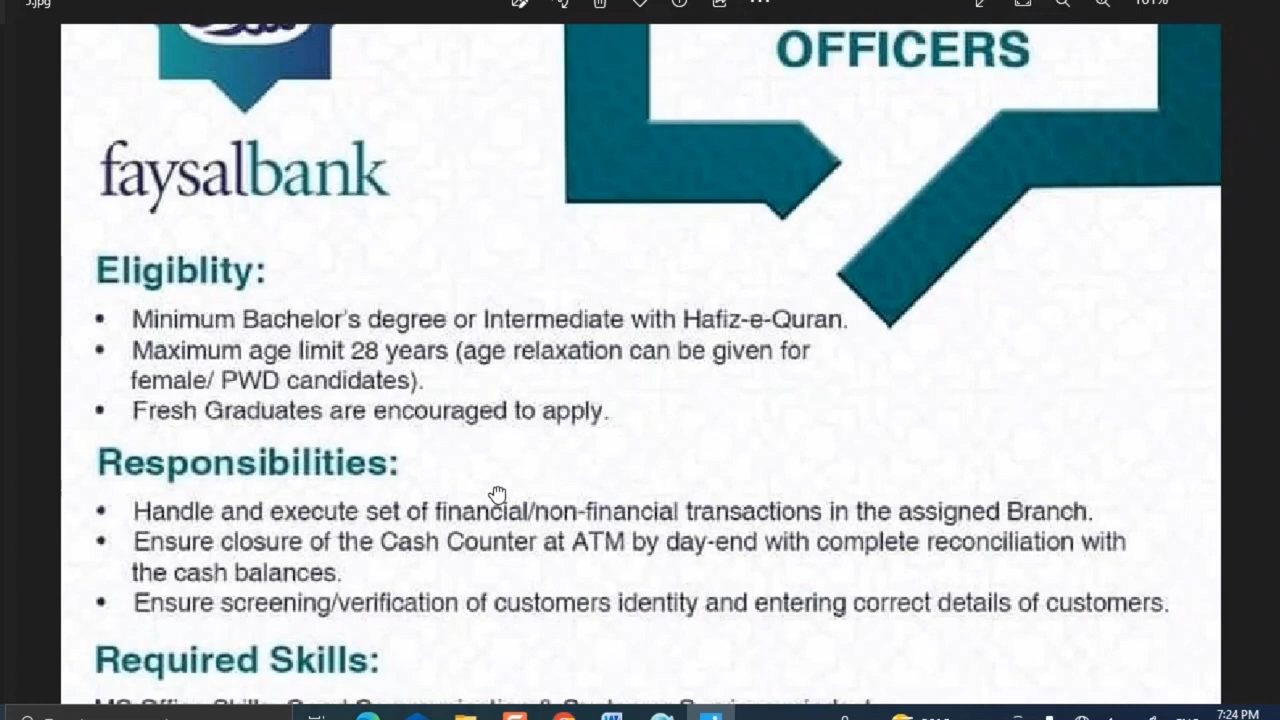 OFFICERS
faysalbank
Eligiblity:
• Minimum Bachelor's degree or Intermediate with Hafiz-e-Quran.
• Maximum age limit 28 years (age relaxation can be given for
female/ PWD candidates).
• Fresh Graduates are encouraged to apply.
Responsibilities:
• Handle and execute set of financial/non-financial transactions in the assigned Branch.
• Ensure closure of the Cash Counter at ATM by day-end with complete reconciliation with
the cash balances.
• Ensure screening/verification of customers identity and entering correct details of customers.
Required Skills:
7:24 PM